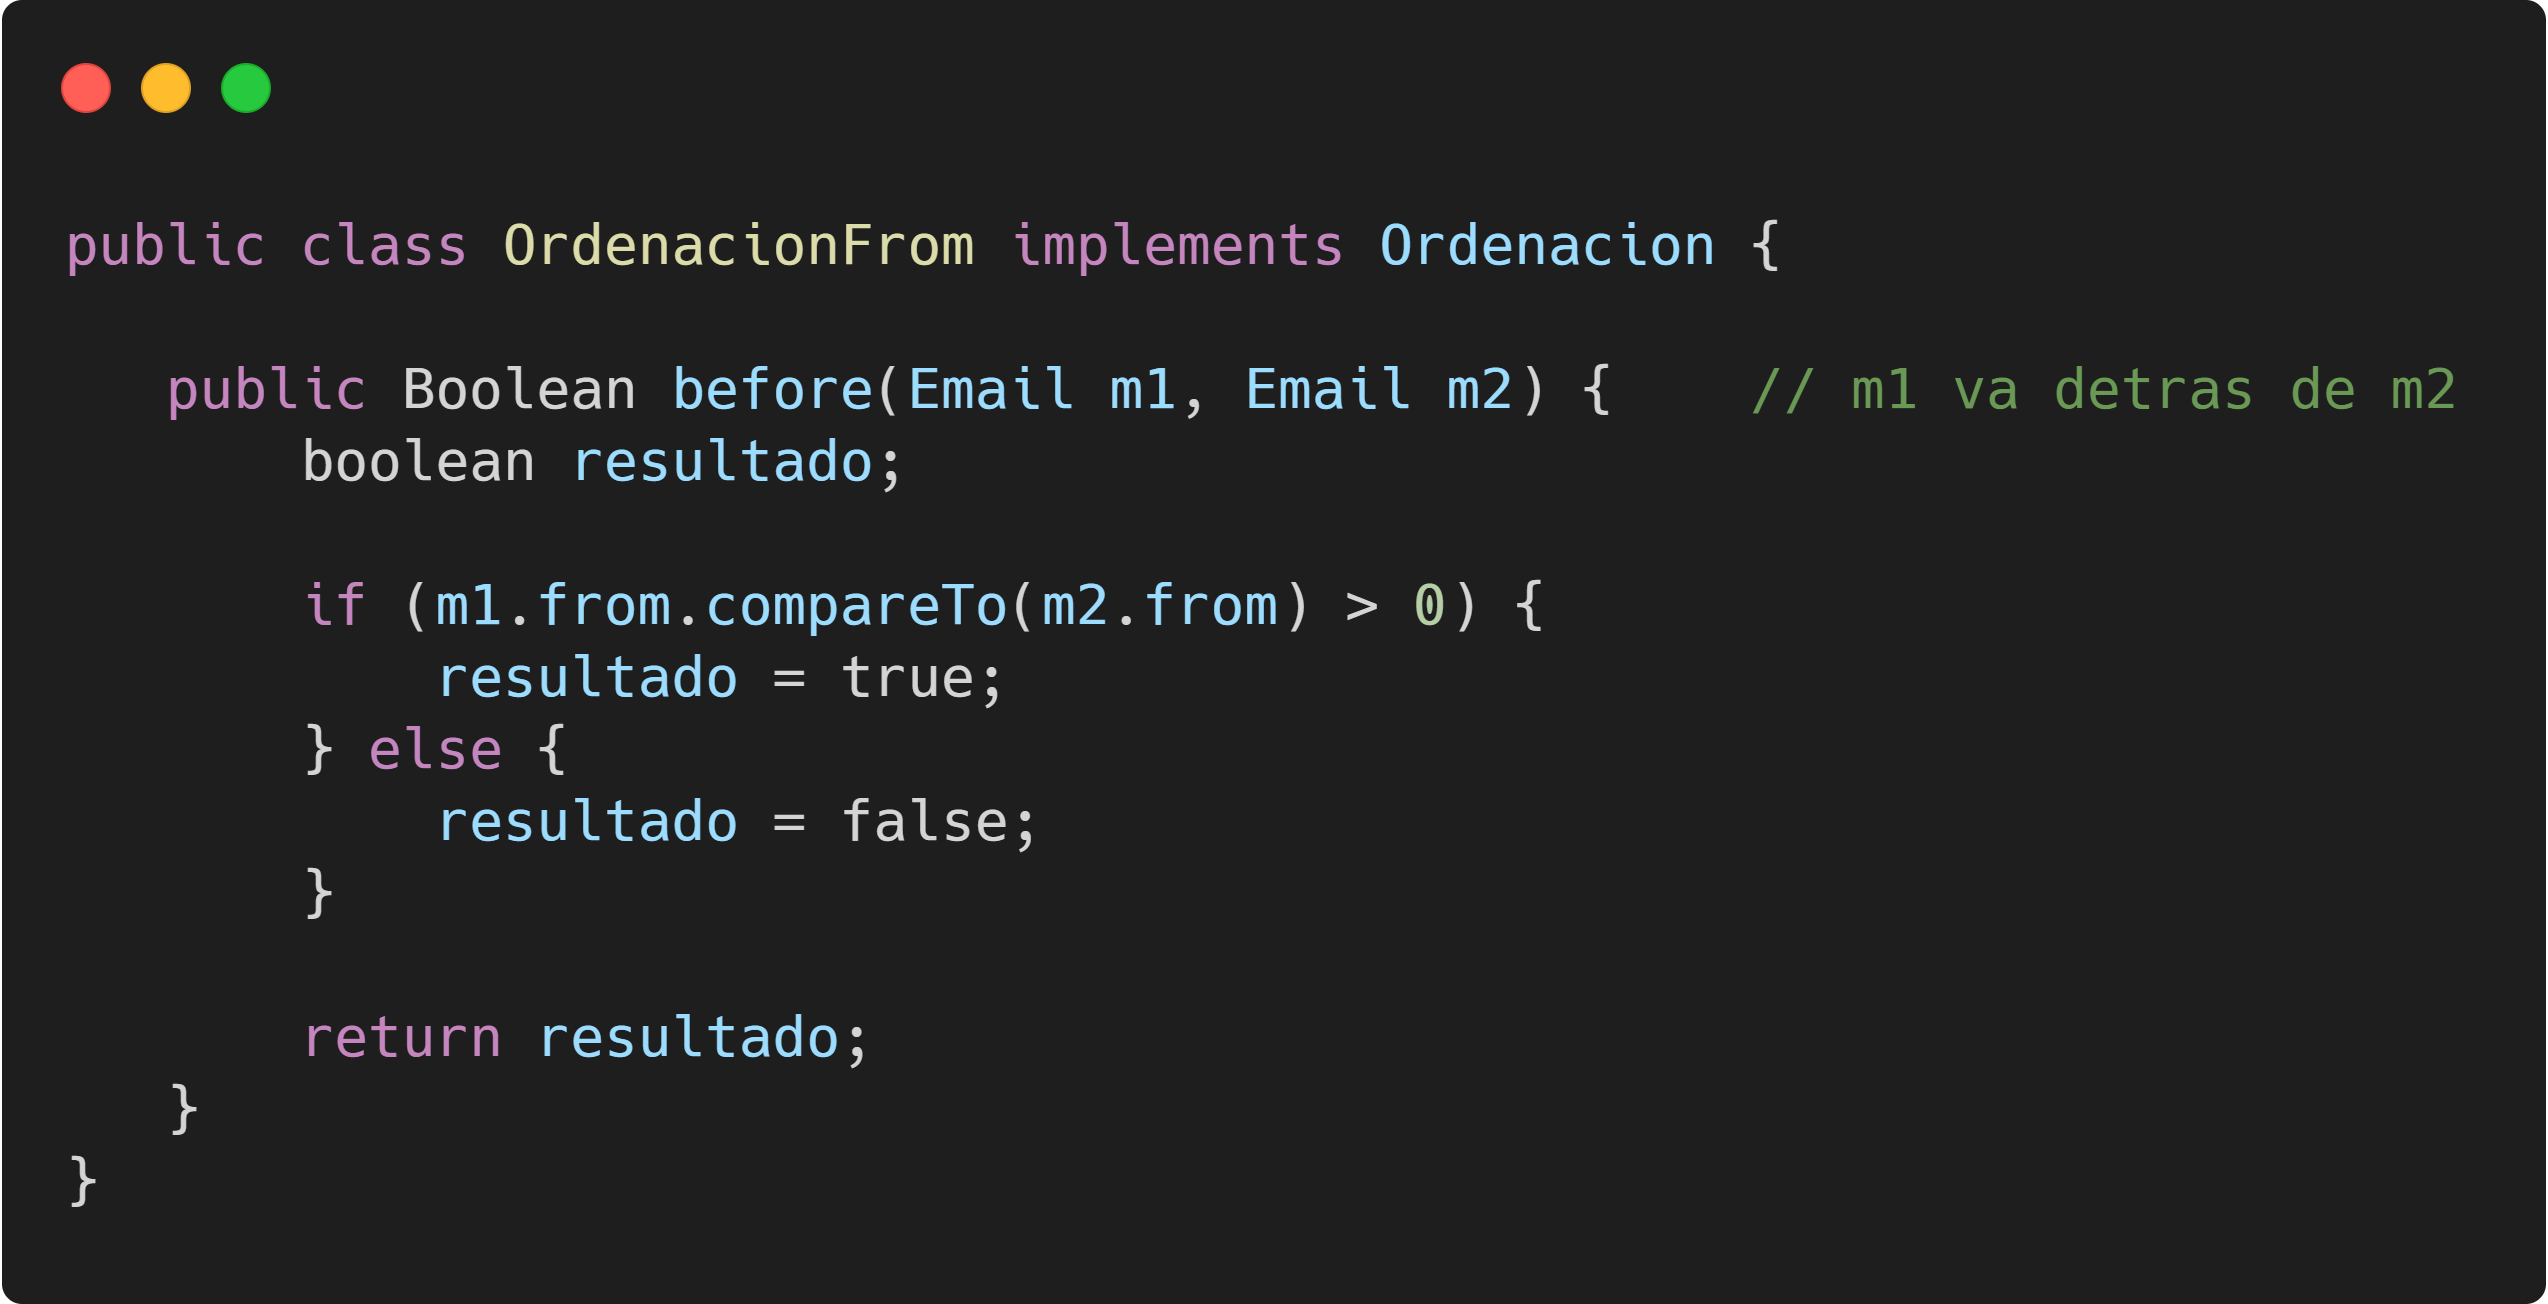 public class OrdenacionFrom implements Ordenacion {
public Boolean before(Email m1, Email m2) {    // m1 va detras de m2
boolean resultado;
if (m1.from.compareTo(m2.from) > 0) {
resultado = true;
} else {
resultado = false;
}
return resultado;
}
}